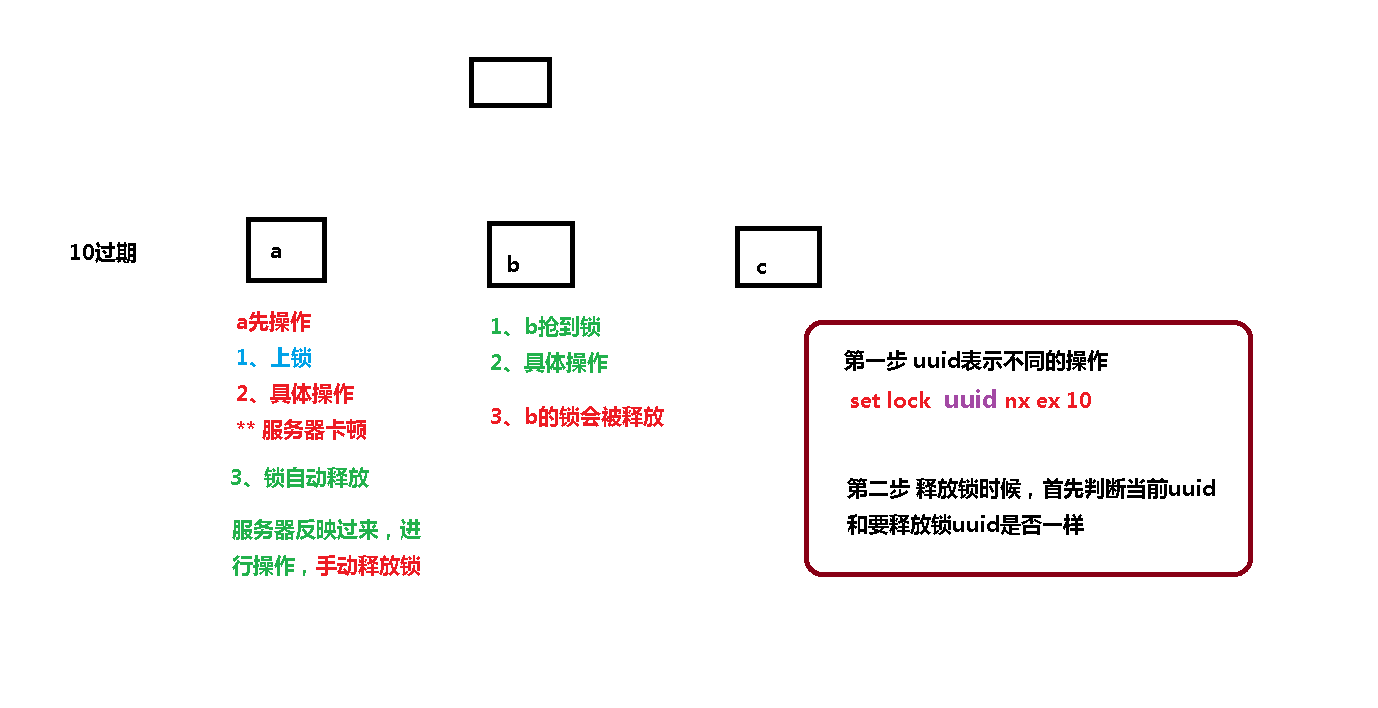 10过期
a
b
c
a先操作
1、上锁
2、具体操作
** 服务器卡顿
3、锁自动释放
服务器反映过来，进
行操作，手动释放锁
1、b抢到锁
2、具体操作
3、b的锁会被释放
第一步 uuid表示不同的操作
set lock uuid nx ex 10
第二步 释放锁时候，首先判断当前uuid
和要释放锁uuid是否一样